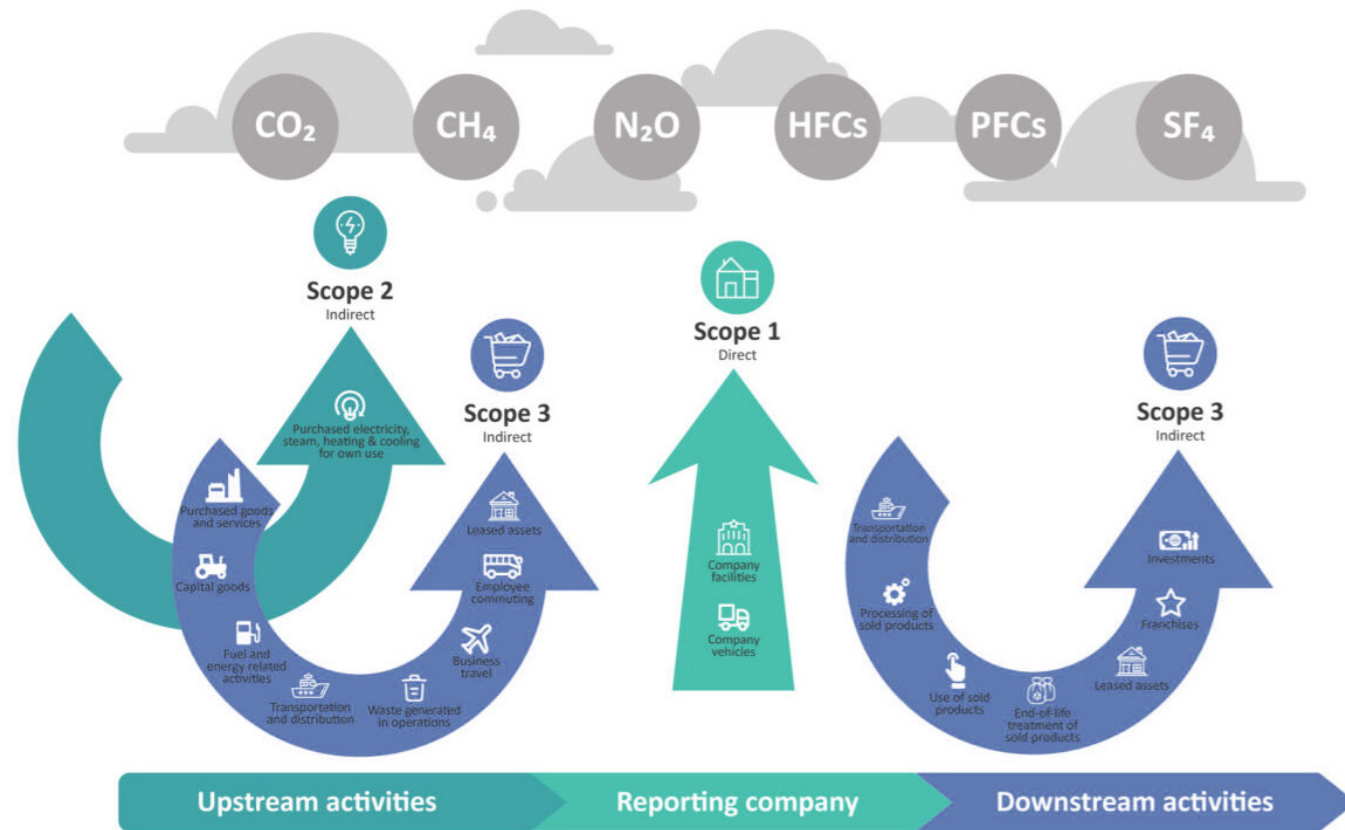 CO₂
CH₄
N₂O
HFCs
PFCs
SF₄
Scope 2
Indirect
Purchased electricity,
steam, heating & cooling
for own use
Scope 3
Indirect
Purchased goods
and services
Capital goods
Fuel and
energy related
activities
Transportation
and distribution
Waste generated
in operations
Business
travel
Employee
commuting
Leased assets
Scope 1
Direct
Company
facilities
Company
vehicles
Scope 3
Indirect
Transportation
and distribution
Processing of
sold products
Use of sold
products
End-of-life
treatment of
sold products
Leased assets
Franchises
Investments
Upstream activities
Reporting company
Downstream activities